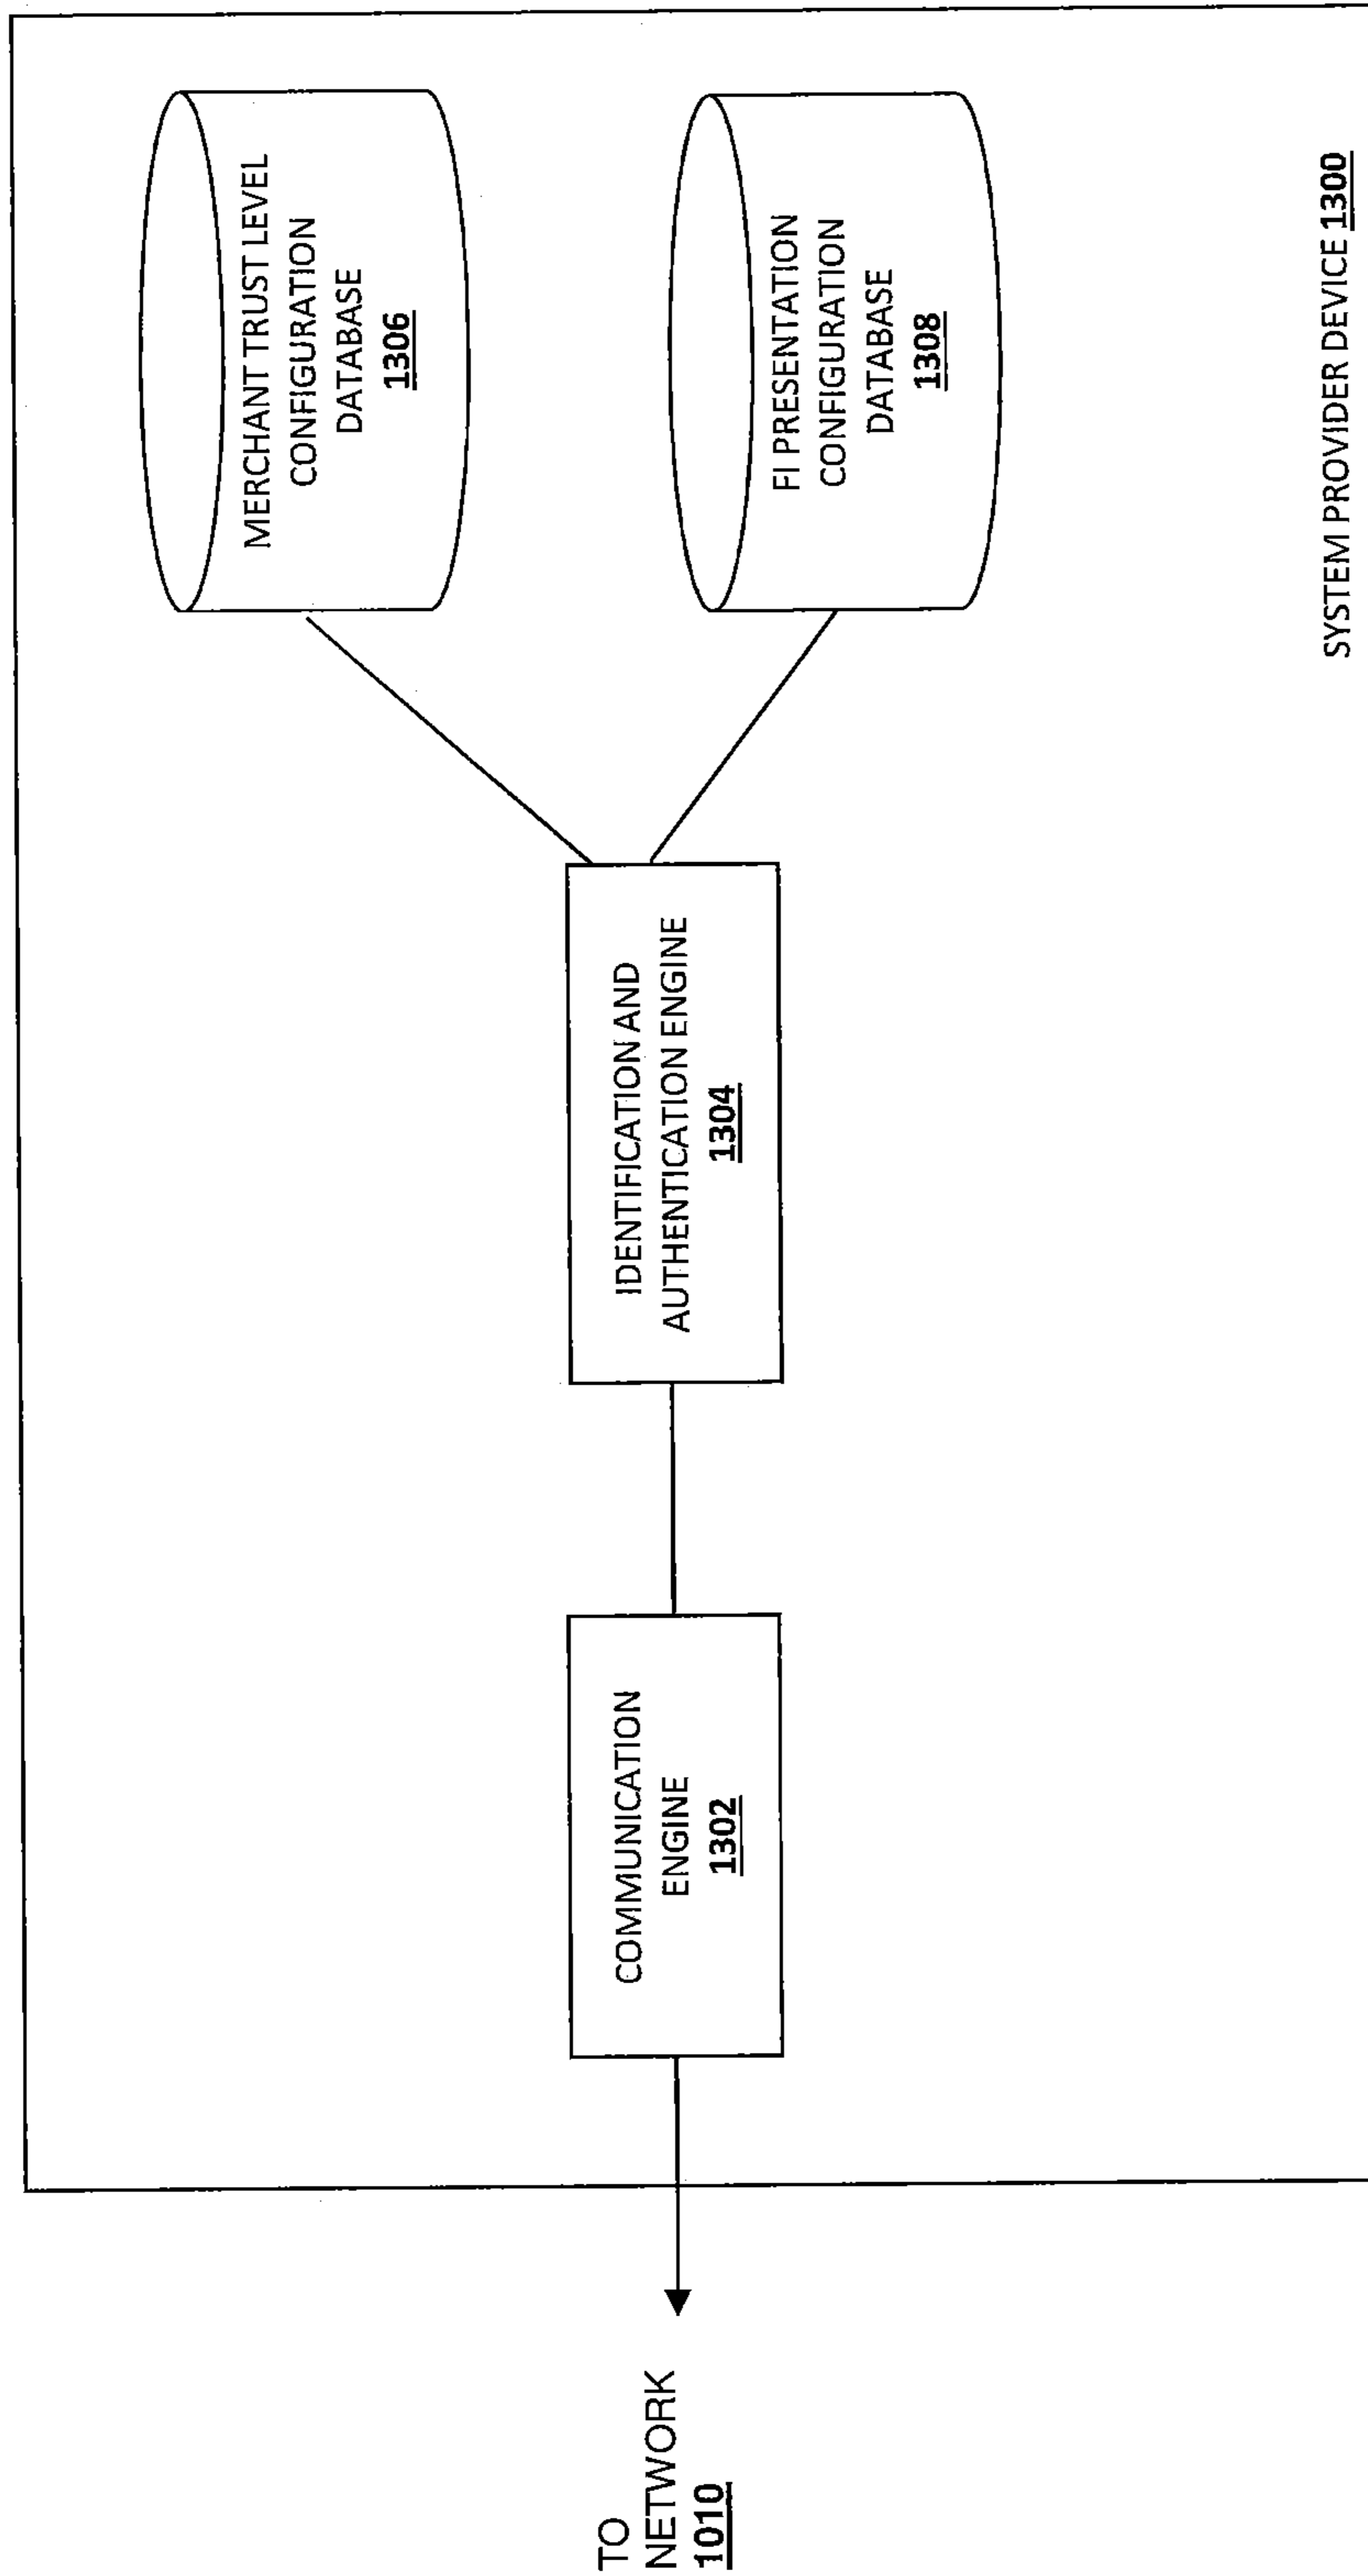 TO
NETWORK
1010
COMMUNICATION
ENGINE
1302
IDENTIFICATION AND
AUTHENTICATION ENGINE
1304
MERCHANT TRUST LEVEL
CONFIGURATION
DATABASE
1306
FI PRESENTATION
CONFIGURATION
DATABASE
1308
SYSTEM PROVIDER DEVICE 1300